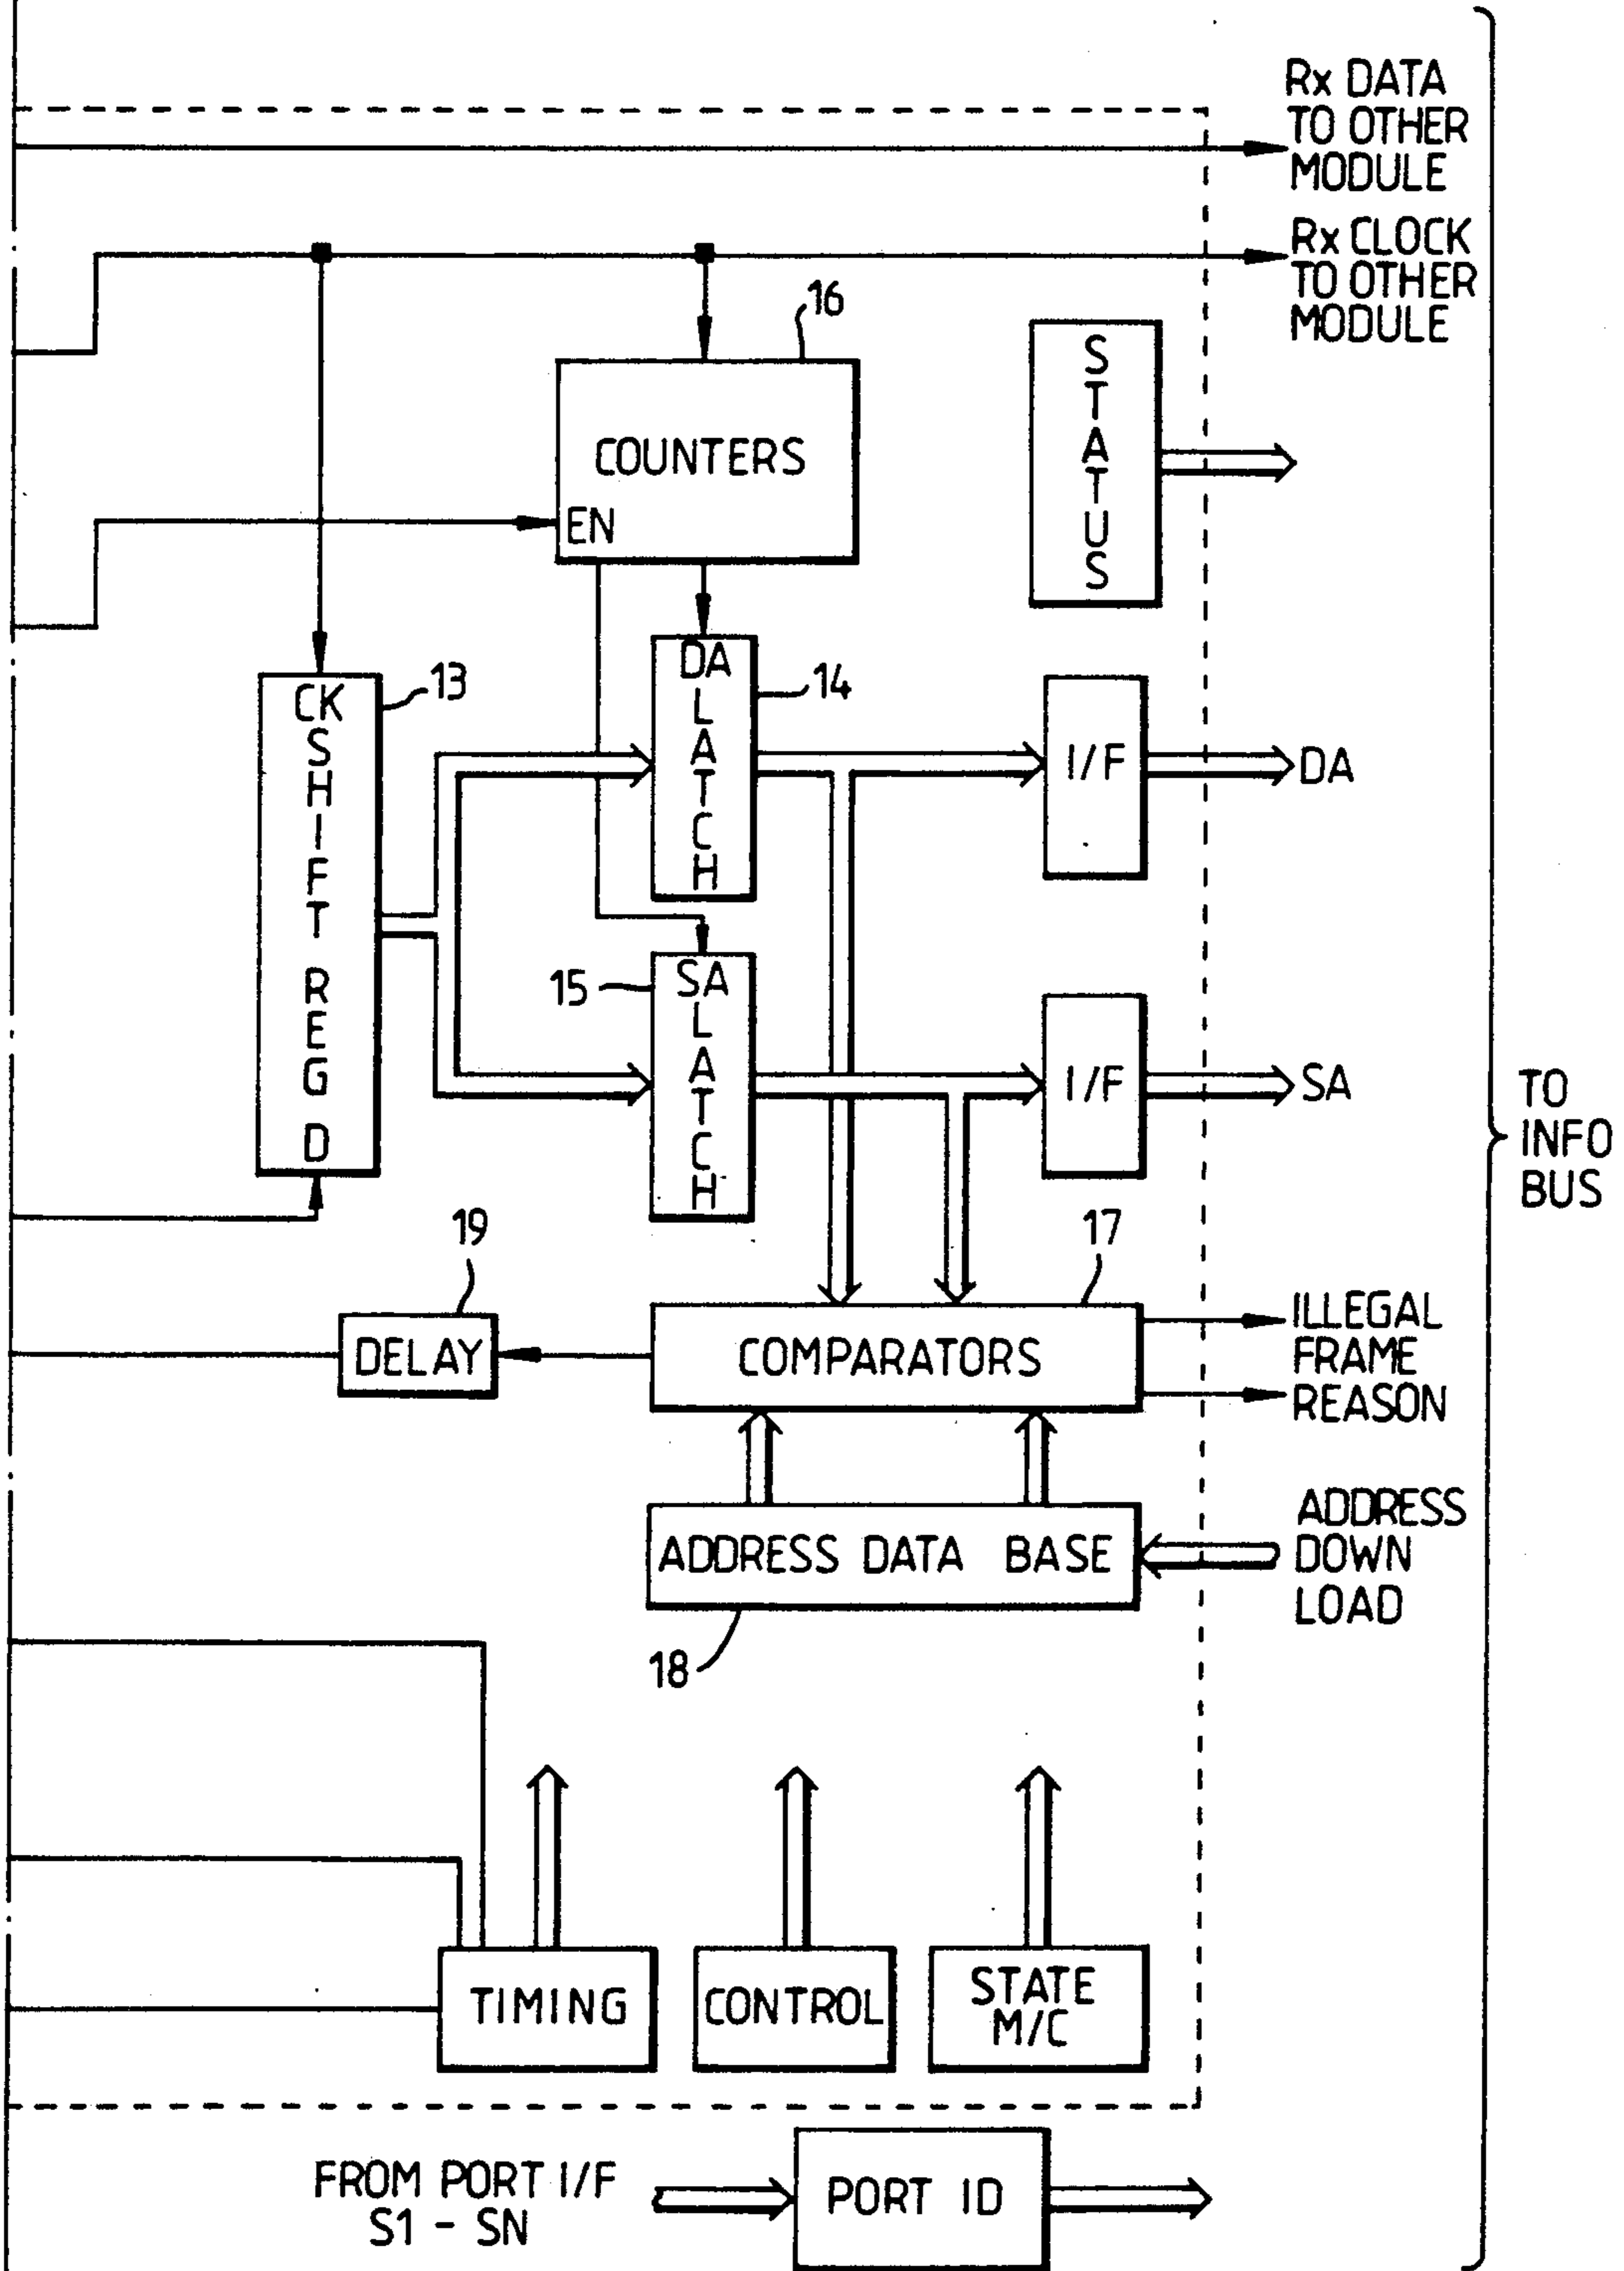 Rx DATA
TO OTHER
MODULE
Rx CLOCK
TO OTHER
MODULE
16
COUNTERS
EN
STATUS
13
CK
SHIFT REG
D
DA
LATCH
14
I/F
DA
15
SA
LATCH
I/F
SA
TO
INFO
BUS
19
DELAY
17
COMPARATORS
ILLEGAL
FRAME
REASON
ADDRESS DATA BASE
ADDRESS
DOWN
LOAD
18
TIMING
CONTROL
STATE
M/C
FROM PORT I/F
S1 - SN
PORT ID